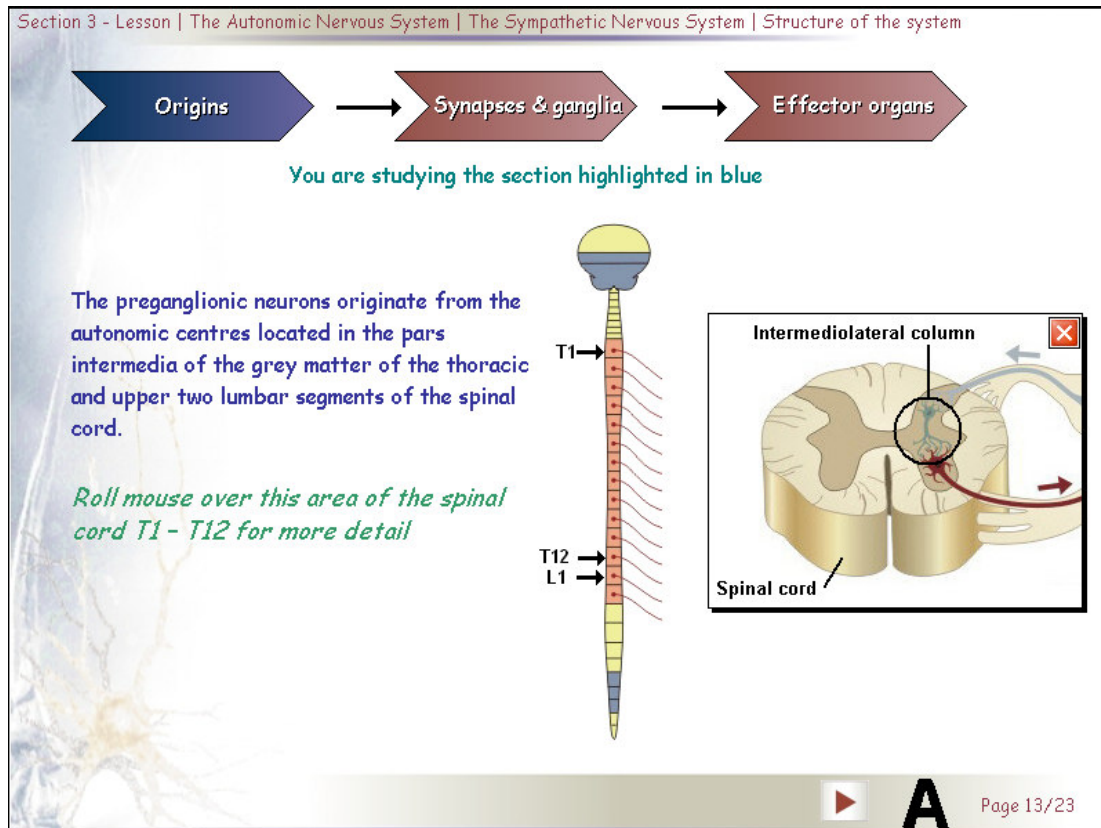 Section 3 - Lesson | The Autonomic Nervous System | The Sympathetic Nervous System | Structure of the system
Origins
Synapses & ganglia
Effector organs
You are studying the section highlighted in blue
The preganglionic neurons originate from the
autonomic centres located in the pars
intermedia of the grey matter of the thoracic
and upper two lumbar segments of the spinal
cord.
Roll mouse over this area of the spinal
cord T1 - T12 for more detail
T1
T12
L1
Intermediolateral column
Spinal cord
A
Page 13/23